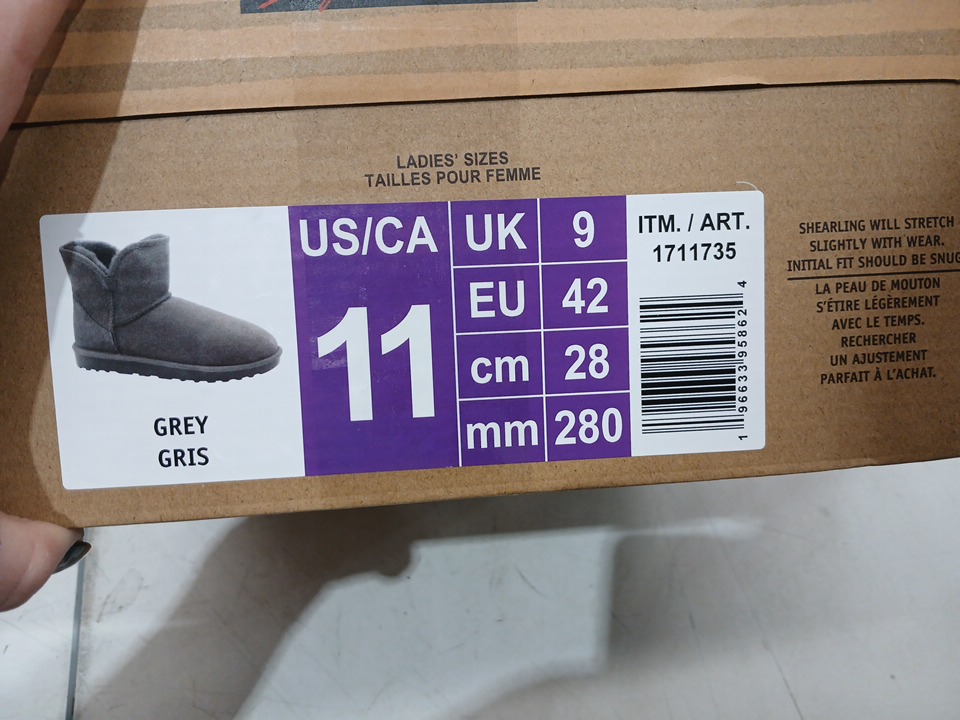 LADIES' SIZES
TAILLES POUR FEMME
GREY
GRIS
US/CA
11
UK 9
EU 42
cm 28
mm 280
ITM. / ART.
1711735
1 96633 95862 4
SHEARLING WILL STRETCH
SLIGHTLY WITH WEAR.
INITIAL FIT SHOULD BE SNUG
LA PEAU DE MOUTON
S'ÉTIRE LÉGÈREMENT
AVEC LE TEMPS.
RECHERCHER
UN AJUSTEMENT
PARFAIT À L'ACHAT.